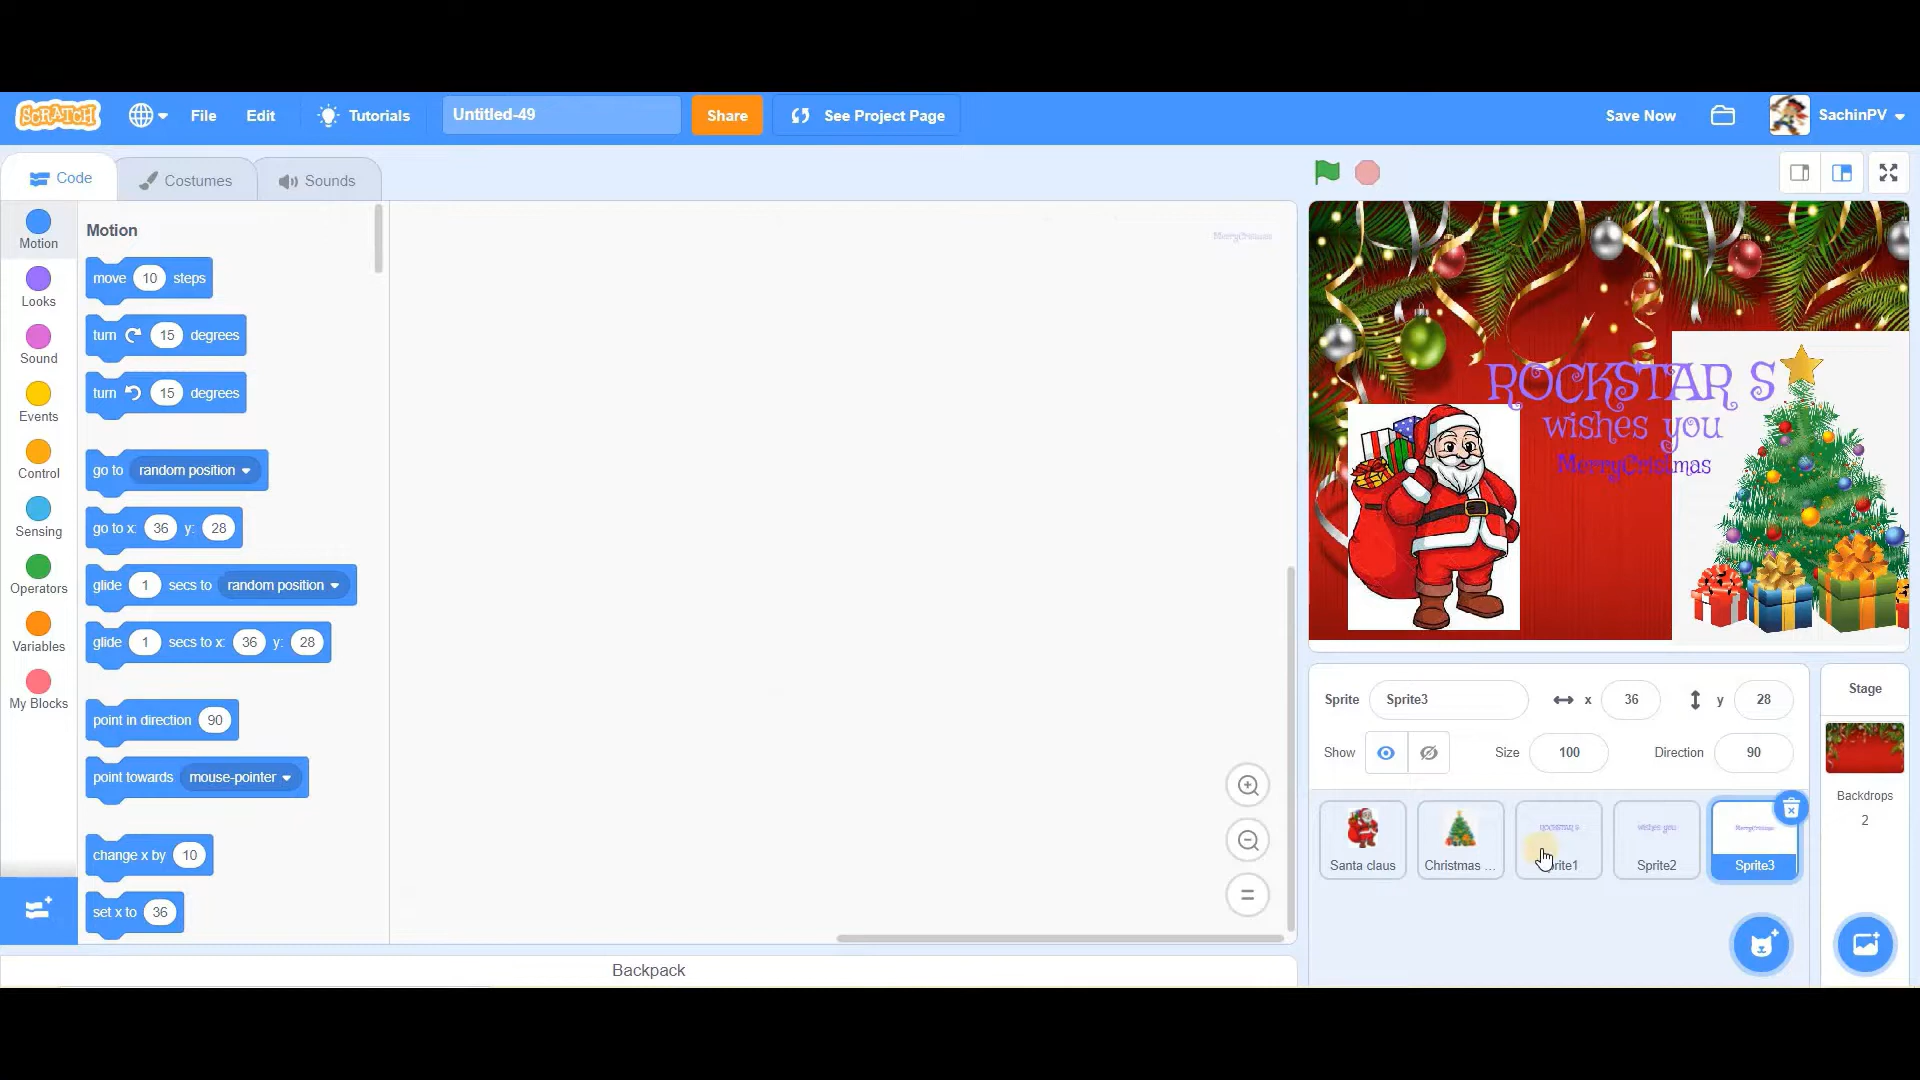 SCRATCH
File
Edit
Tutorials
Untitled-49
Share
See Project Page
Save Now
SachinPV
Code
Costumes
Sounds
Motion
Looks
Sound
Events
Control
Sensing
Operators
Variables
My Blocks
Motion
move 10 steps
turn 15 degrees
turn 15 degrees
go to random position
go to x: 36 y: 28
glide 1 secs to random position
glide 1 secs to x: 36 y: 28
point in direction 90
point towards mouse-pointer
change x by 10
set x to 36
Backpack
ROCKSTAR S
wishes you
Sprite Sprite3 x 36 y 28
Show Size 100 Direction 90
Santa claus
Christmas ...
ROCKSTAR S
wishes you
Sprite2
Sprite3
Stage
Backdrops
2